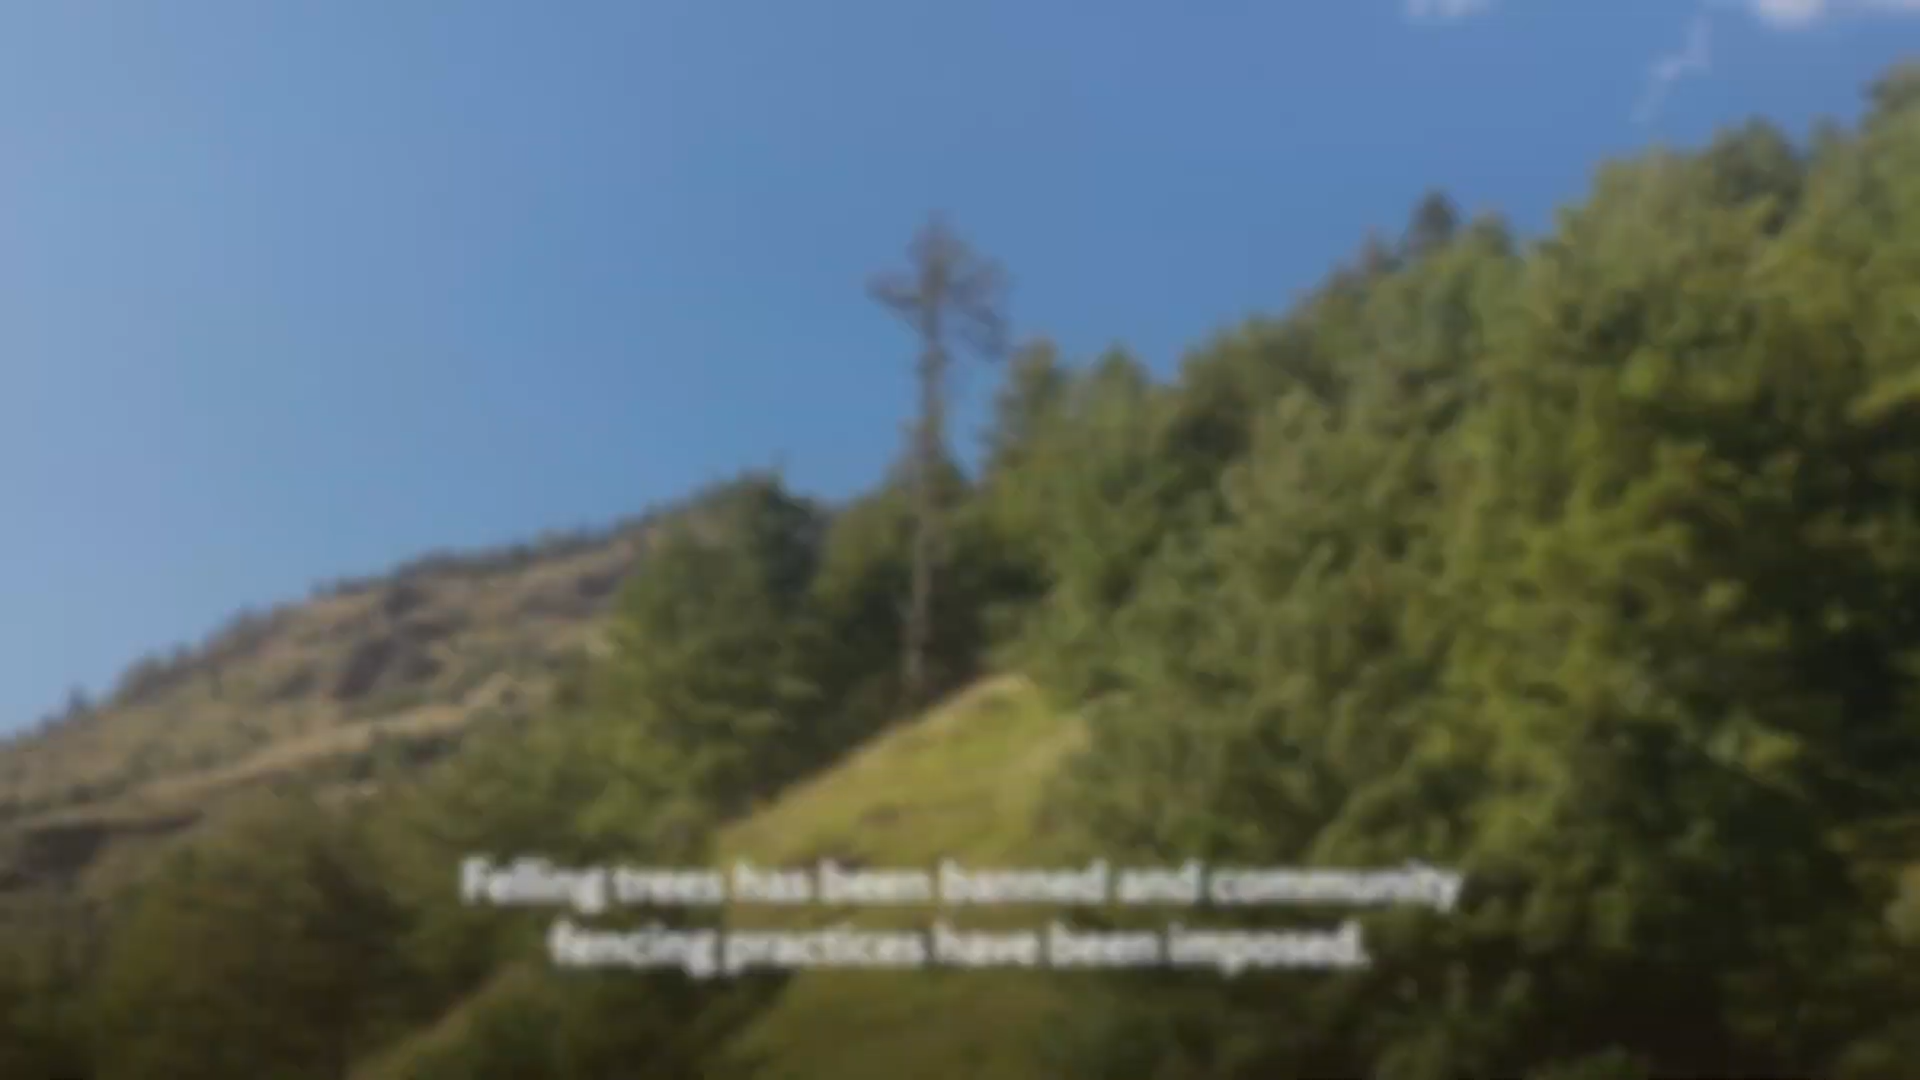 Felling trees has been banned and community
fencing practices have been imposed.